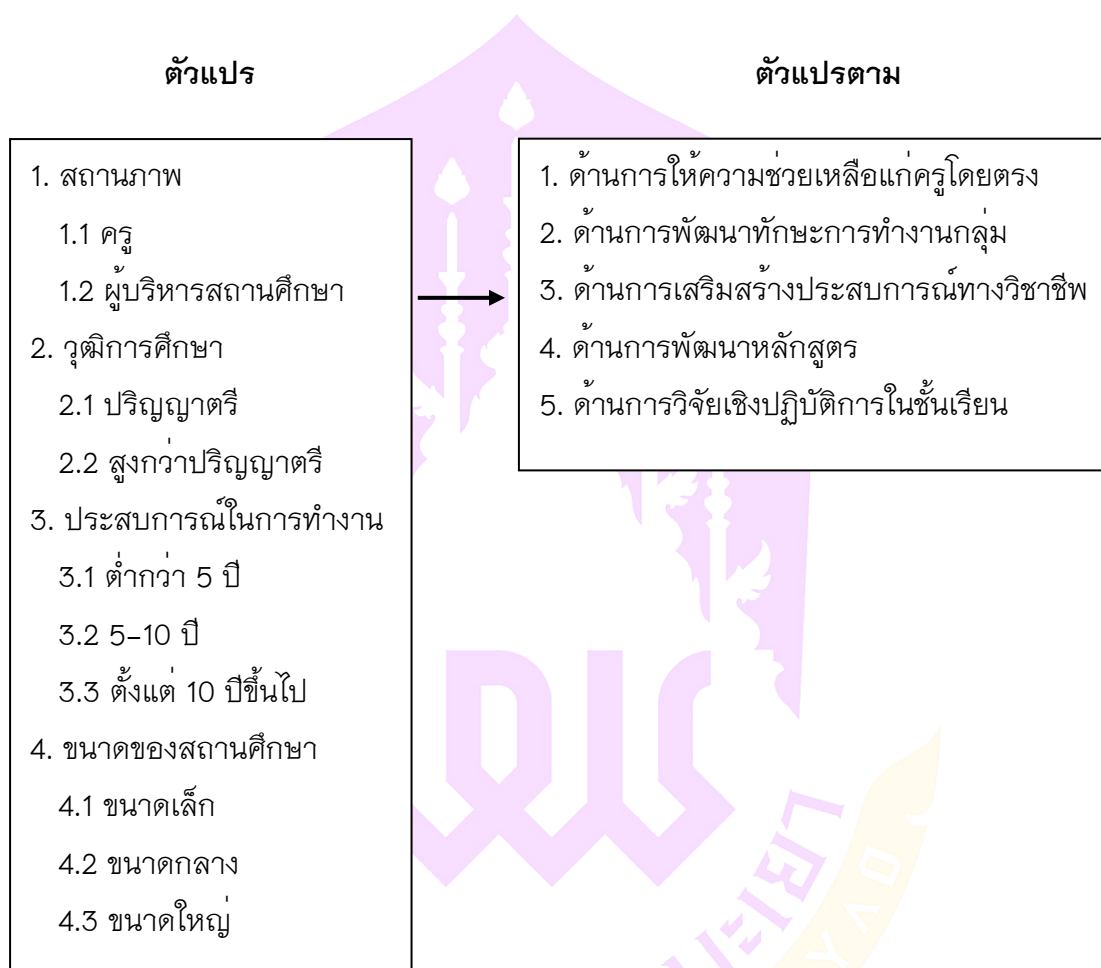 ตัวแปร
ตัวแปรตาม
1. สถานภาพ
1.1 ครู
1.2 ผู้บริหารสถานศึกษา
2. วุฒิการศึกษา
2.1 ปริญญาตรี
2.2 สูงกว่าปริญญาตรี
3. ประสบการณ์ในการทำงาน
3.1 ต่ำกว่า 5 ปี
3.2 5-10 ปี
3.3 ตั้งแต่ 10 ปีขึ้นไป
4. ขนาดของสถานศึกษา
4.1 ขนาดเล็ก
4.2 ขนาดกลาง
4.3 ขนาดใหญ่
1. ด้านการให้ความช่วยเหลือแก่ครูโดยตรง
2. ด้านการพัฒนาทักษะการทำงานกลุ่ม
3. ด้านการเสริมสร้างประสบการณ์ทางวิชาชีพ
4. ด้านการพัฒนาหลักสูตร
5. ด้านการวิจัยเชิงปฏิบัติการในชั้นเรียน